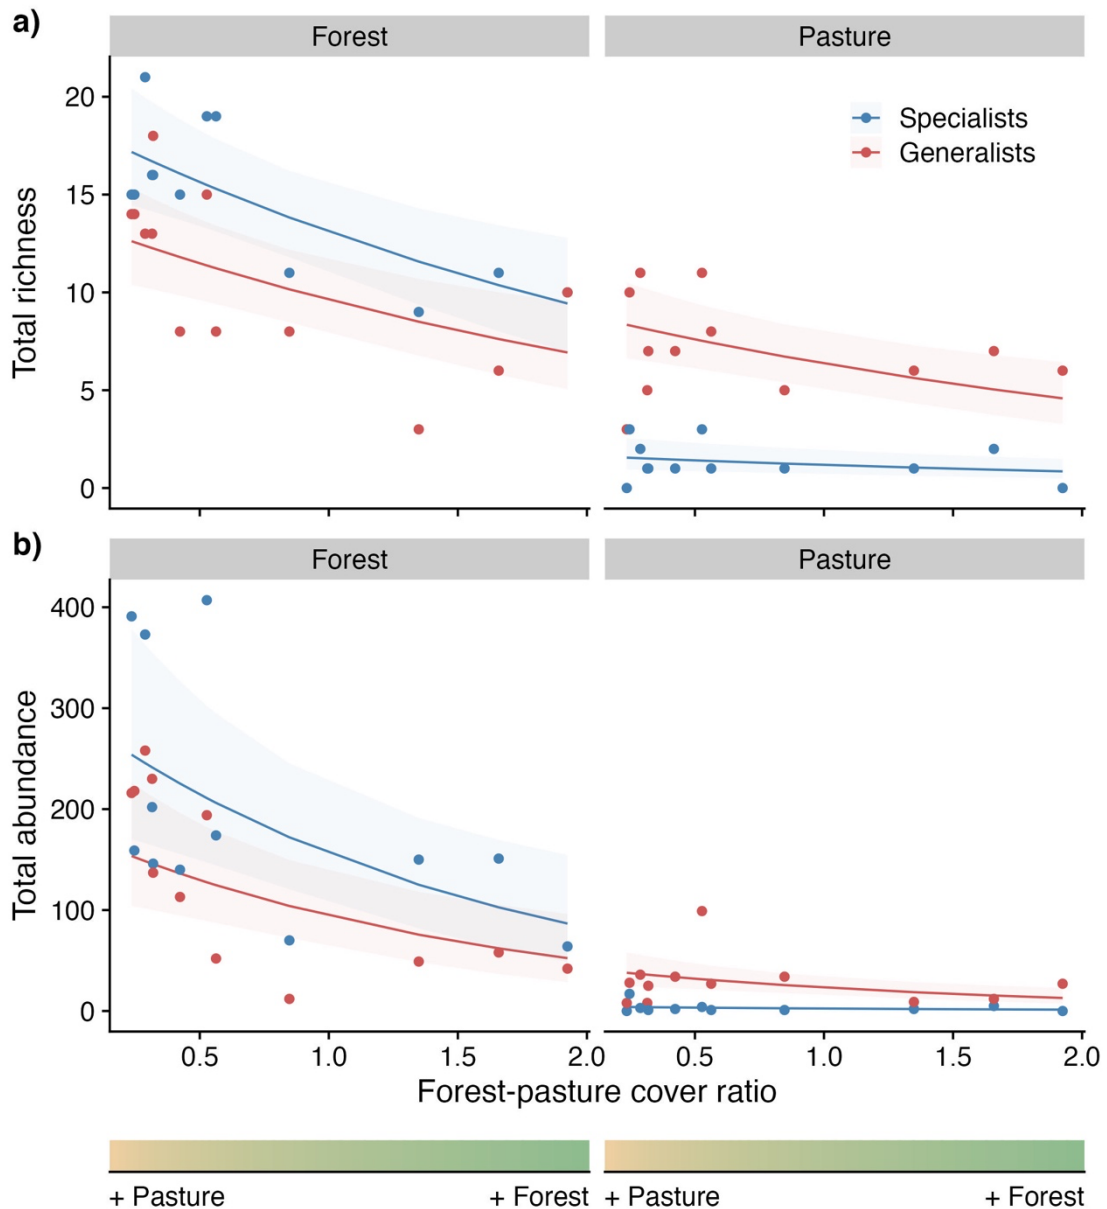 a)
Forest Pasture
20
15
10
5
0
Total richness
Specialists
Generalists
b)
Forest Pasture
400
300
200
100
0
Total abundance
0.5 1.0 1.5 2.0 0.5 1.0 1.5 2.0
Forest-pasture cover ratio
+ Pasture + Forest + Pasture + Forest